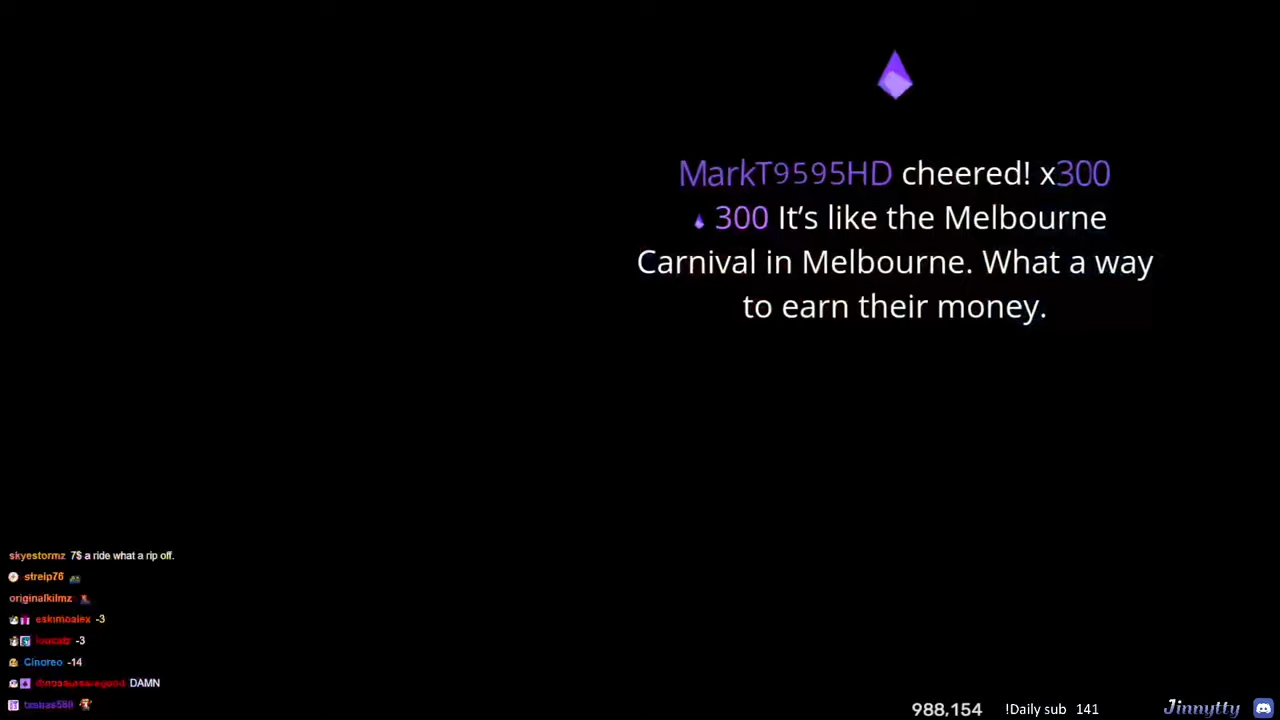 MarkT9595HD cheered! x300
300 It’s like the Melbourne
Carnival in Melbourne. What a way
to earn their money.
skyestormz 7$ a ride what a rip off.
streip76
originalkilmz
eskimoalex -3
-3
Cinoreo -14
DAMN
988,154 !Daily sub 141 Jinnytty